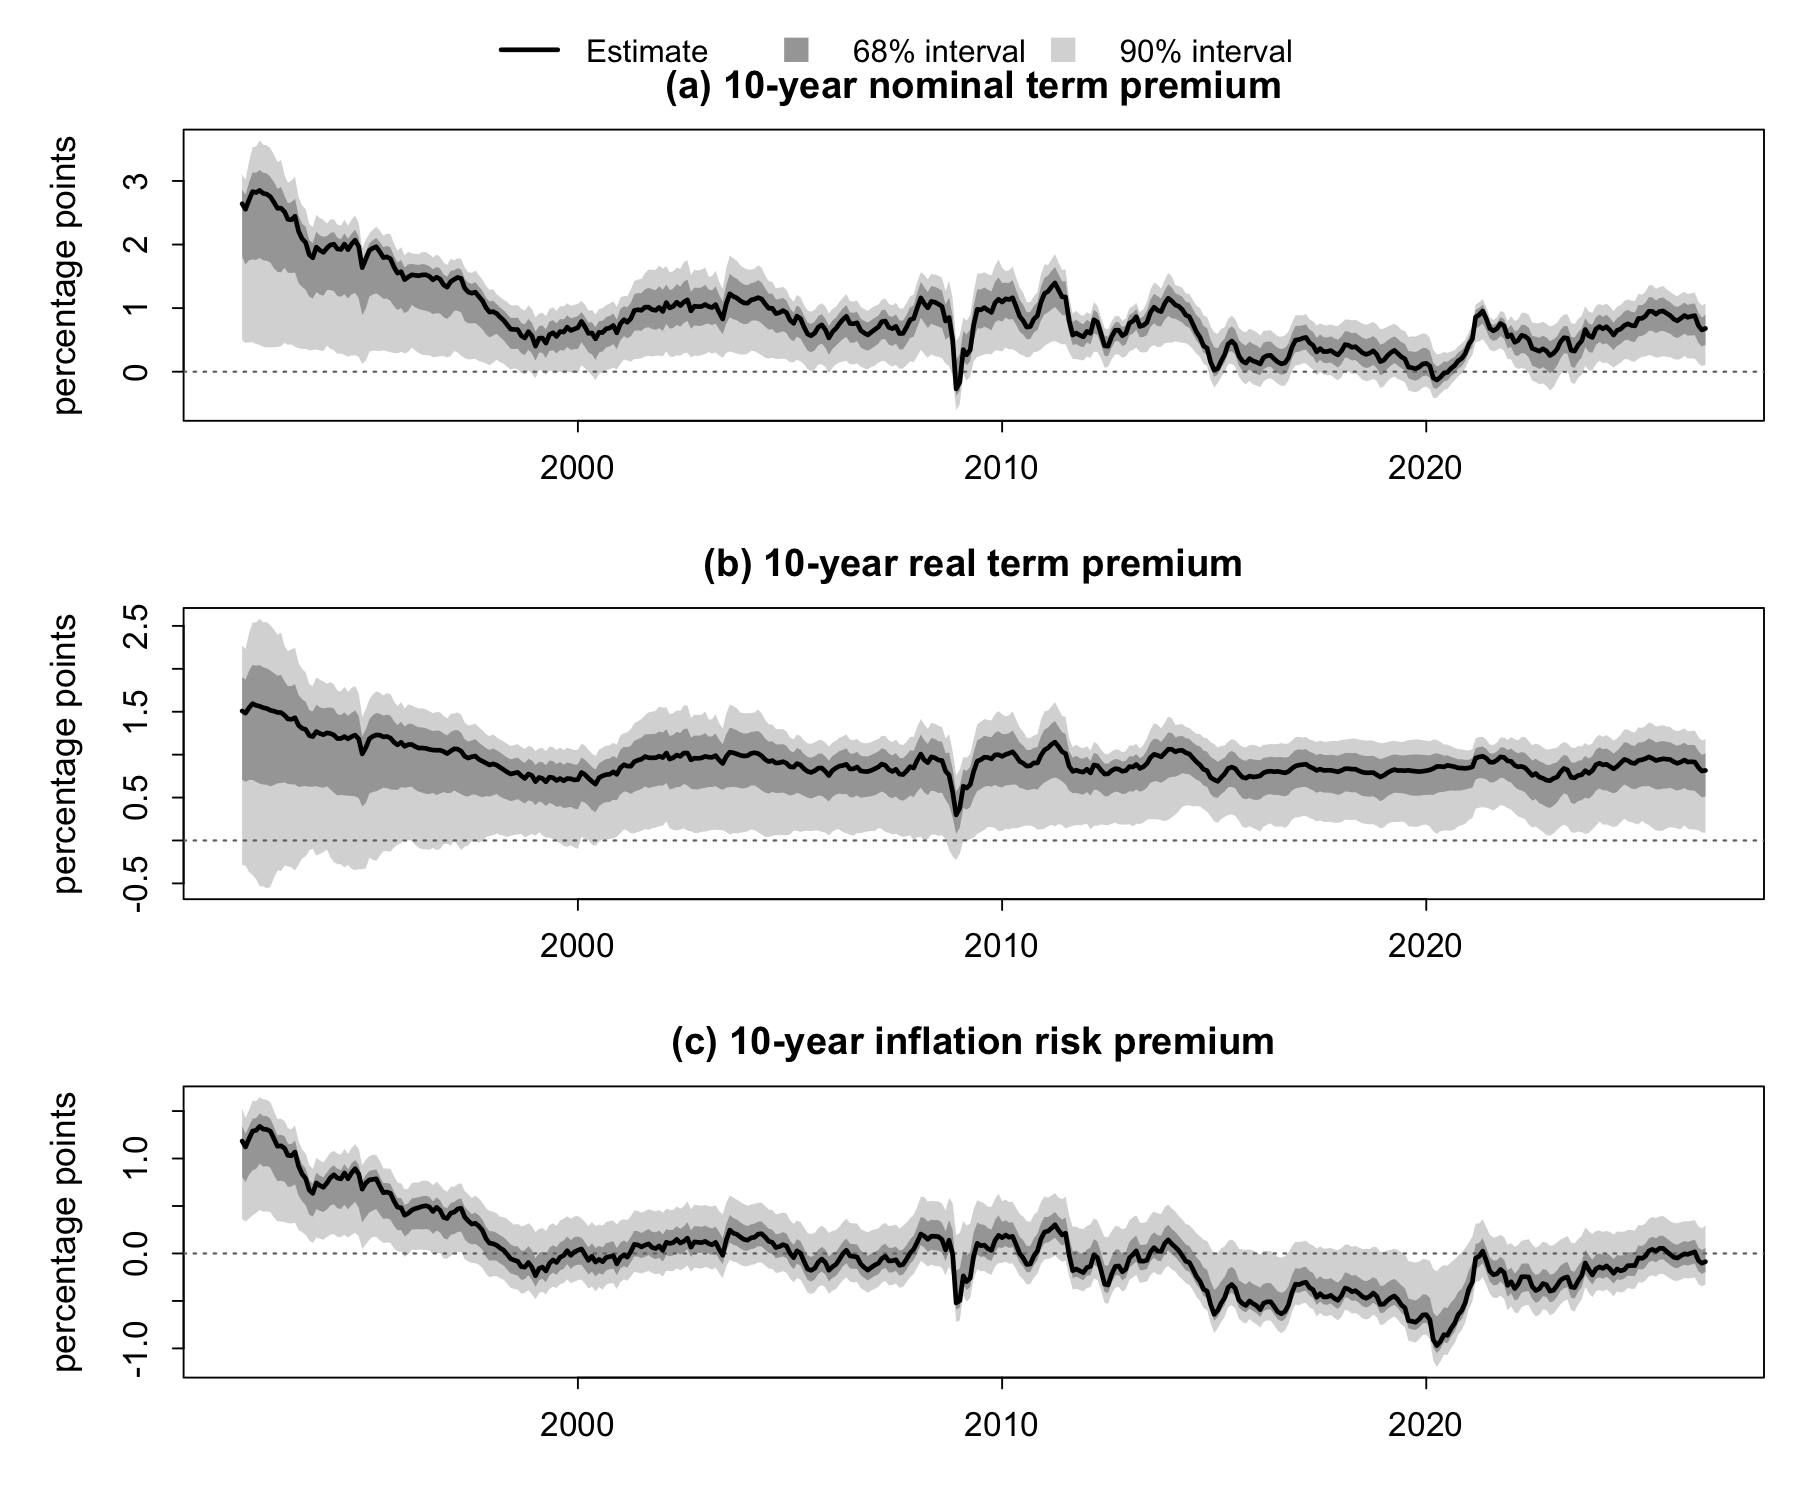 Estimate 68% interval 90% interval
(a) 10-year nominal term premium
percentage points
3
2
1
0
2000 2010 2020
(b) 10-year real term premium
percentage points
2.5
1.5
0.5
-0.5
2000 2010 2020
(c) 10-year inflation risk premium
percentage points
1.0
0.0
-1.0
2000 2010 2020